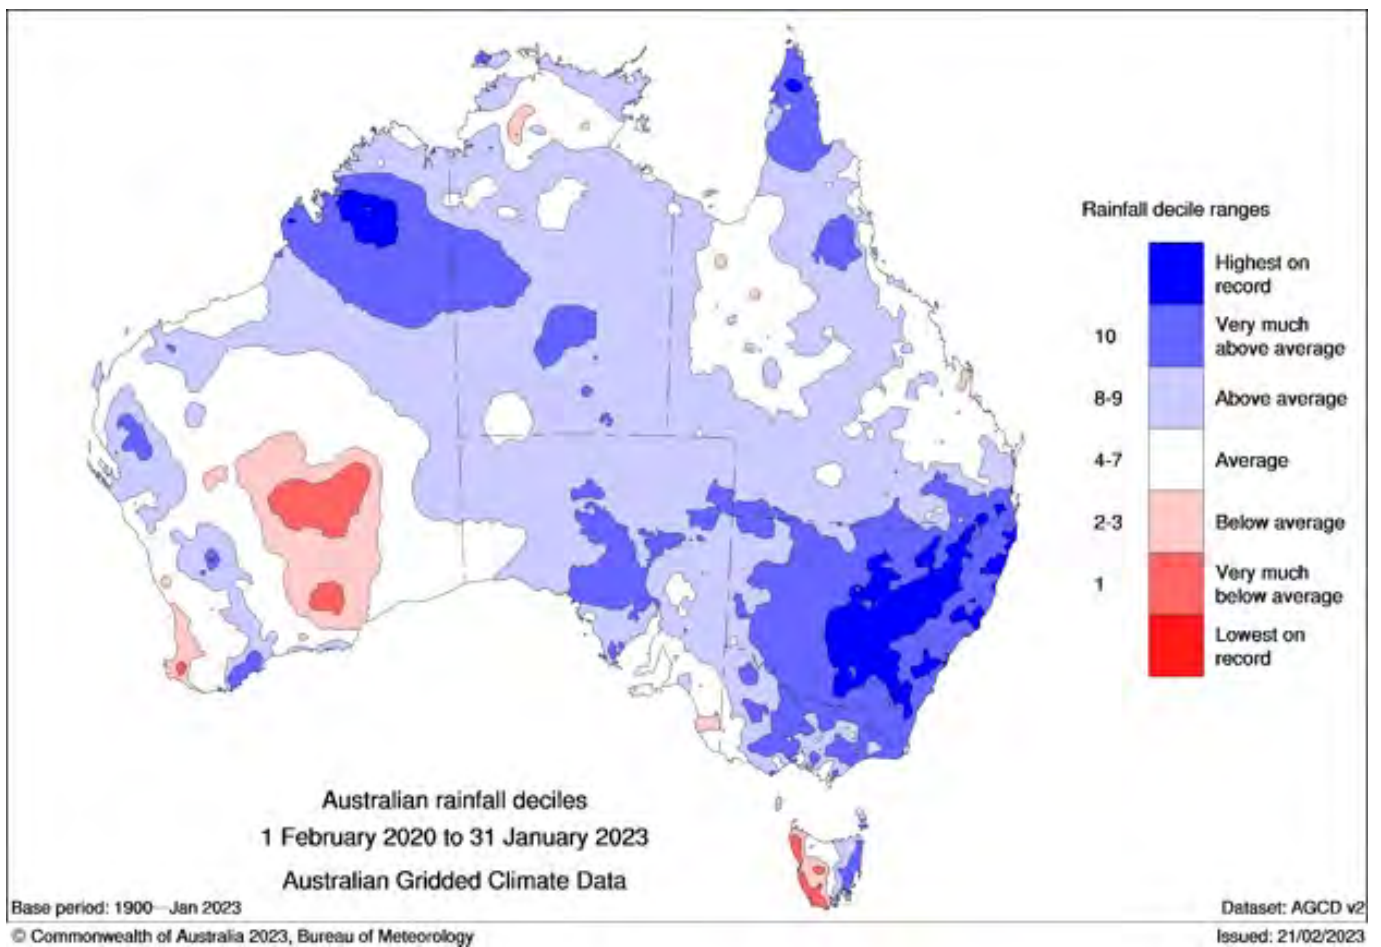 Rainfall decile ranges
Highest on
record
10
Very much
above average
8-9
Above average
4-7
Average
2-3
Below average
1
Very much
below average
Lowest on
record
Australian rainfall deciles
1 February 2020 to 31 January 2023
Australian Gridded Climate Data
Base period: 1900—Jan 2023
Dataset: AGCD v2
© Commonwealth of Australia 2023, Bureau of Meteorology
Issued: 21/02/2023